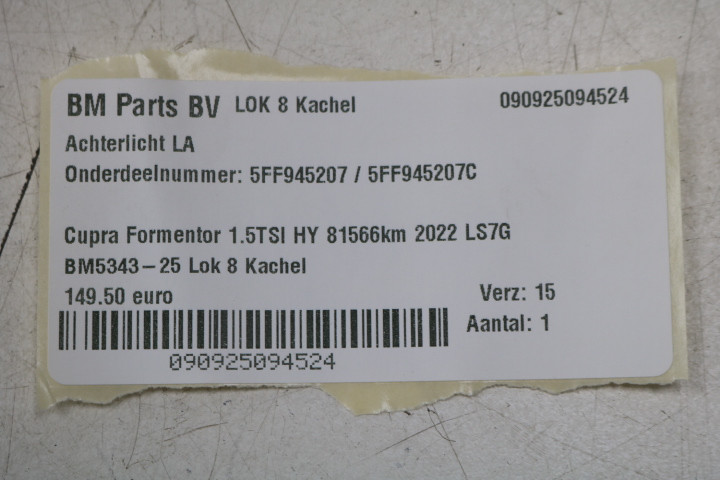 BM Parts BV LOK 8 Kachel 090925094524
Achterlicht LA
Onderdeelnummer: 5FF945207 / 5FF945207C
Cupra Formentor 1.5TSI HY 81566km 2022 LS7G
BM5343-25 Lok 8 Kachel
149.50 euro Verz: 15
Aantal: 1
090925094524